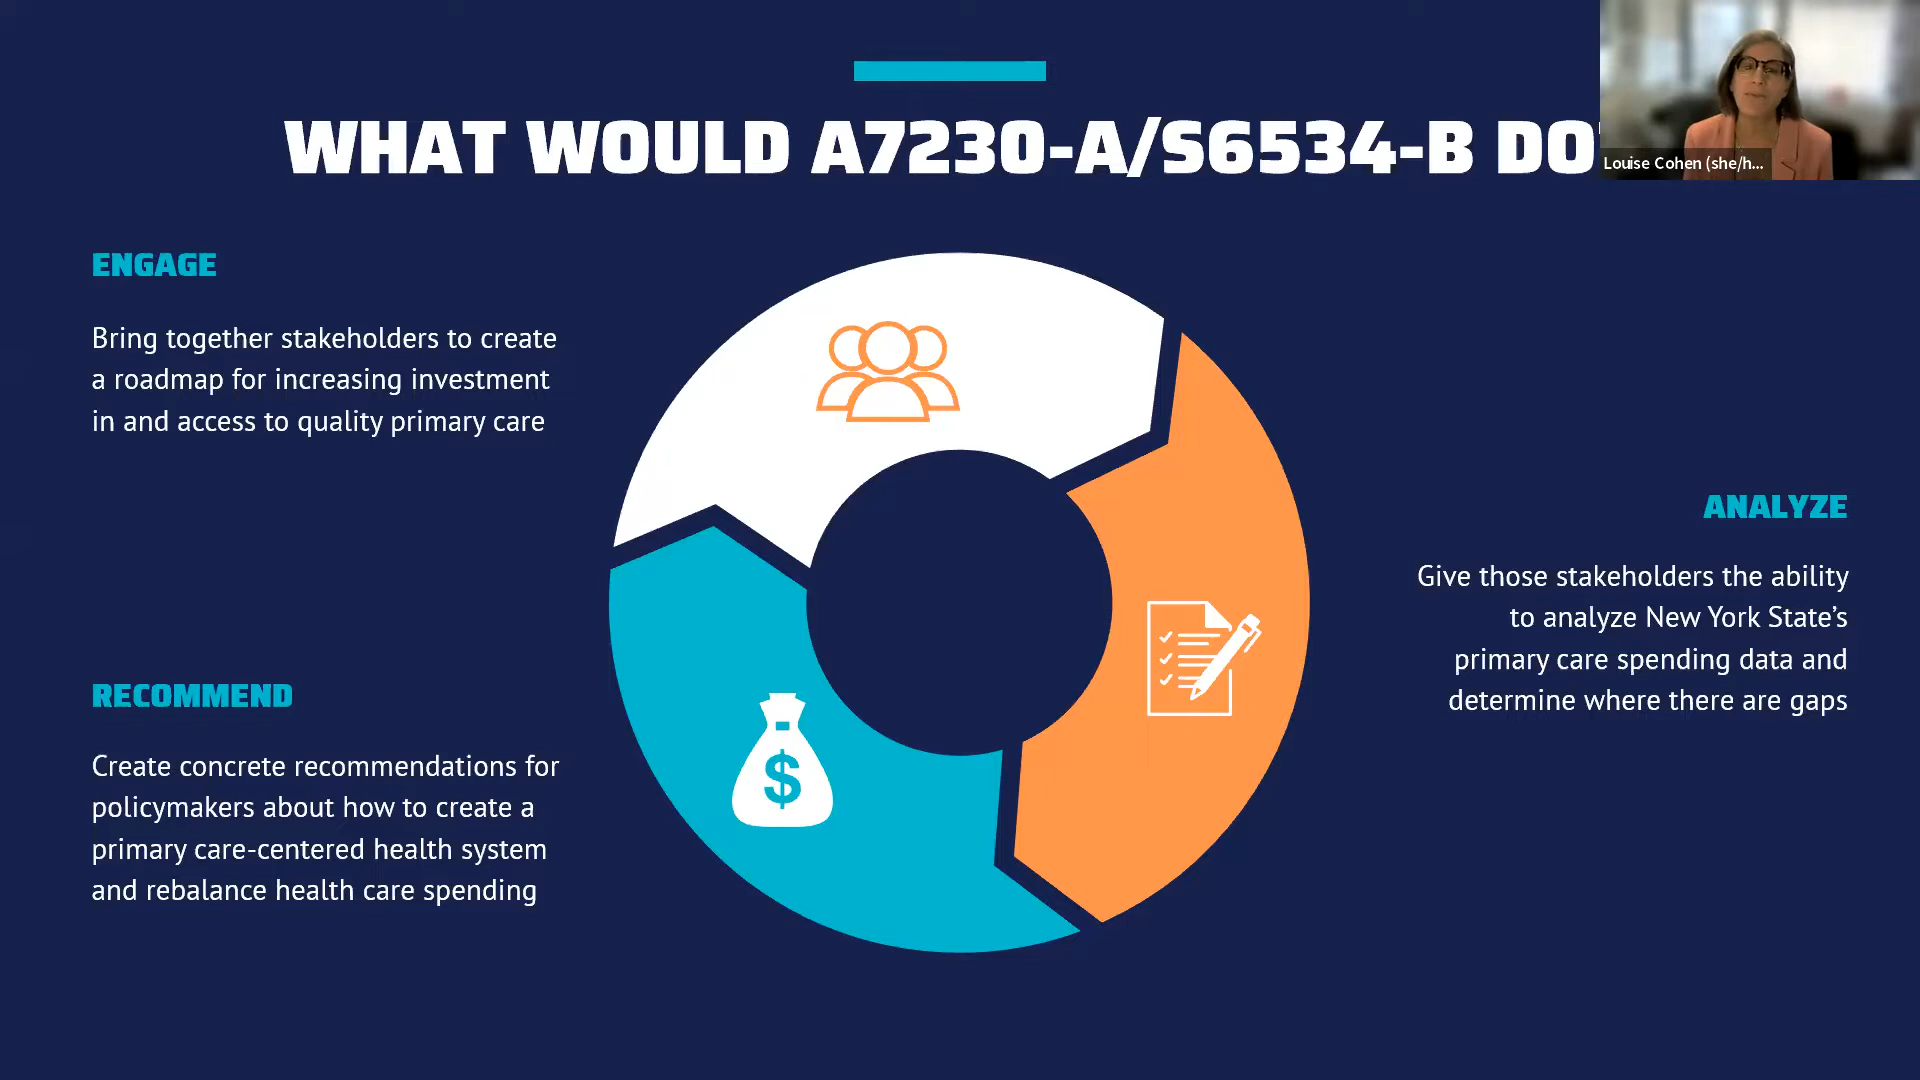 WHAT WOULD A7230-A/S6534-B DO
Louise Cohen (she/h...
ENGAGE
Bring together stakeholders to create
a roadmap for increasing investment
in and access to quality primary care
ANALYZE
Give those stakeholders the ability
to analyze New York State’s
primary care spending data and
determine where there are gaps
RECOMMEND
Create concrete recommendations for
policymakers about how to create a
primary care-centered health system
and rebalance health care spending
$